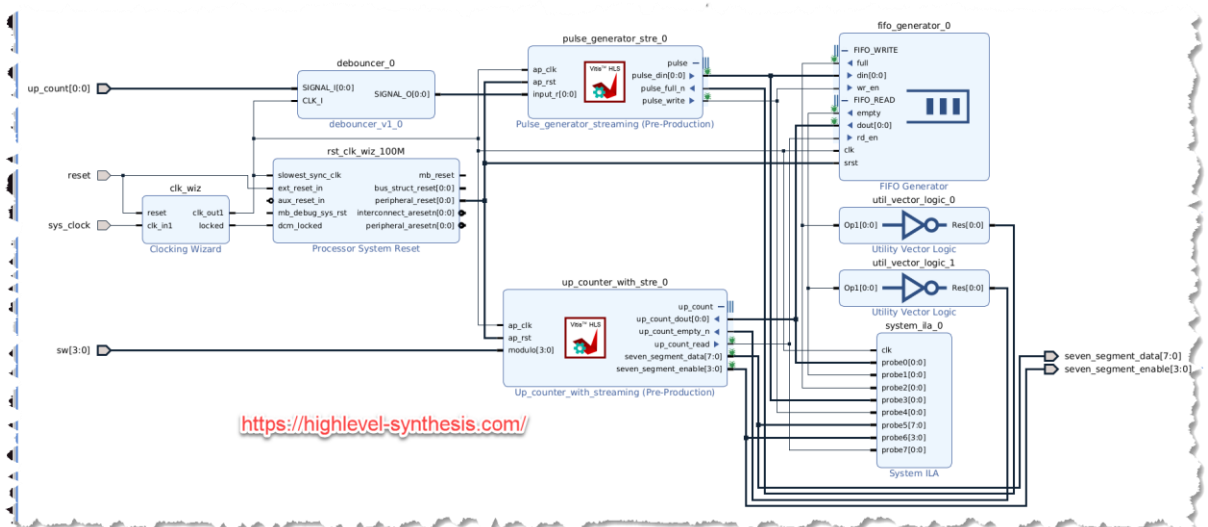 up_count[0:0]
reset
sys_clock
sw[3:0]
debouncer_0
SIGNAL_I[0:0]
CLK_I
SIGNAL_O[0:0]
debouncer_v1_0
clk_wiz
reset
clk_in1
clk_out1
locked
Clocking Wizard
rst_clk_wiz_100M
slowest_sync_clk
ext_reset_in
aux_reset_in
mb_debug_sys_rst
dcm_locked
mb_reset
bus_struct_reset[0:0]
peripheral_reset[0:0]
interconnect_aresetn[0:0]
peripheral_aresetn[0:0]
Processor System Reset
pulse_generator_stre_0
ap_clk
ap_rst
input_r[0:0]
Vitis™ HLS
pulse
pulse_din[0:0]
pulse_full_n
pulse_write
Pulse_generator_streaming (Pre-Production)
up_counter_with_stre_0
ap_clk
ap_rst
modulo[3:0]
Vitis™ HLS
up_count
up_count_dout[0:0]
up_count_empty_n
up_count_read
seven_segment_data[7:0]
seven_segment_enable[3:0]
Up_counter_with_streaming (Pre-Production)
fifo_generator_0
FIFO_WRITE
full
din[0:0]
wr_en
FIFO_READ
empty
dout[0:0]
rd_en
clk
srst
FIFO Generator
util_vector_logic_0
Op1[0:0]
Res[0:0]
Utility Vector Logic
util_vector_logic_1
Op1[0:0]
Res[0:0]
Utility Vector Logic
system_ila_0
clk
probe0[0:0]
probe1[0:0]
probe2[0:0]
probe3[0:0]
probe4[0:0]
probe5[7:0]
probe6[3:0]
probe7[0:0]
System ILA
seven_segment_data[7:0]
seven_segment_enable[3:0]
https://highlevel-synthesis.com/